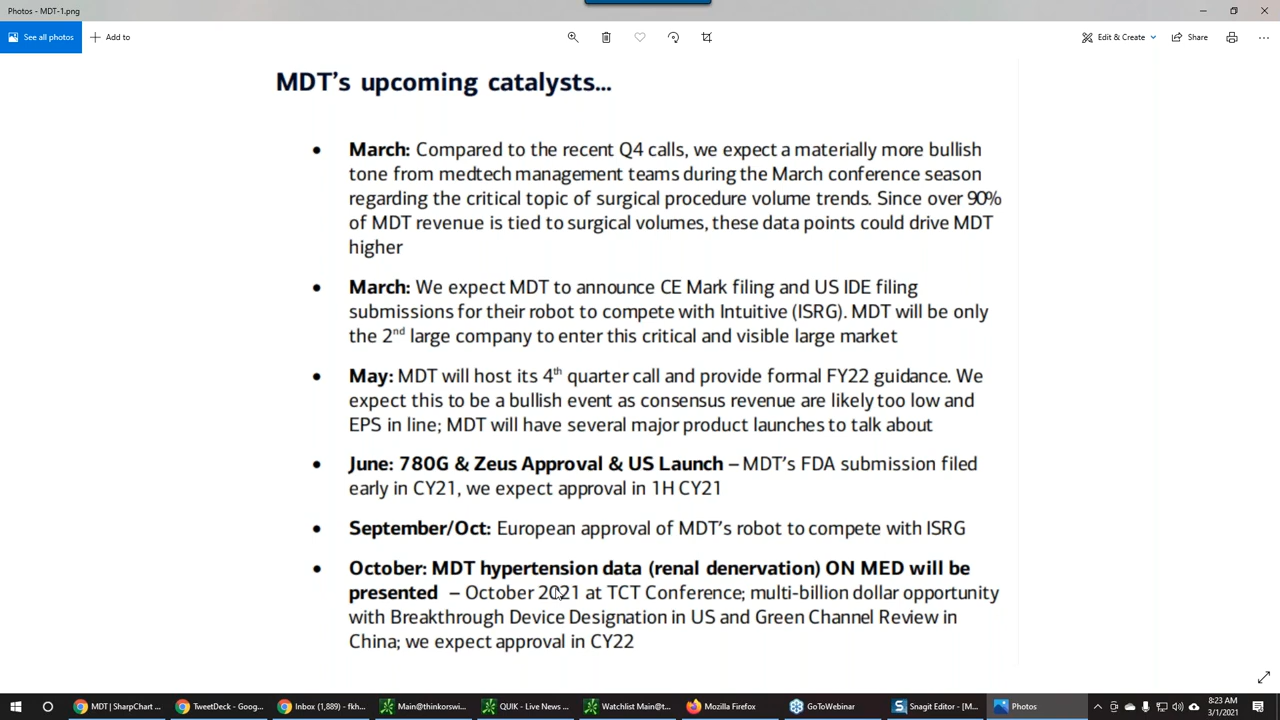 Photos - MDT-1.png
See all photos
Add to
Edit & Create
Share
MDT's upcoming catalysts...
• March: Compared to the recent Q4 calls, we expect a materially more bullish
tone from medtech management teams during the March conference season
regarding the critical topic of surgical procedure volume trends. Since over 90%
of MDT revenue is tied to surgical volumes, these data points could drive MDT
higher
• March: We expect MDT to announce CE Mark filing and US IDE filing
submissions for their robot to compete with Intuitive (ISRG). MDT will be only
the 2nd large company to enter this critical and visible large market
• May: MDT will host its 4th quarter call and provide formal FY22 guidance. We
expect this to be a bullish event as consensus revenue are likely too low and
EPS in line; MDT will have several major product launches to talk about
• June: 780G & Zeus Approval & US Launch – MDT's FDA submission filed
early in CY21, we expect approval in 1H CY21
• September/Oct: European approval of MDT's robot to compete with ISRG
• October: MDT hypertension data (renal denervation) ON MED will be
presented – October 2021 at TCT Conference; multi-billion dollar opportunity
with Breakthrough Device Designation in US and Green Channel Review in
China; we expect approval in CY22
MDT | SharpChart ...
TweetDeck - Goog...
Inbox (1,889) - fkh...
Main@thinkorswi...
QUIK - Live News ...
Watchlist Main@t...
Mozilla Firefox
GoToWebinar
Snagit Editor - [M...
Photos
8:23 AM
3/1/2021